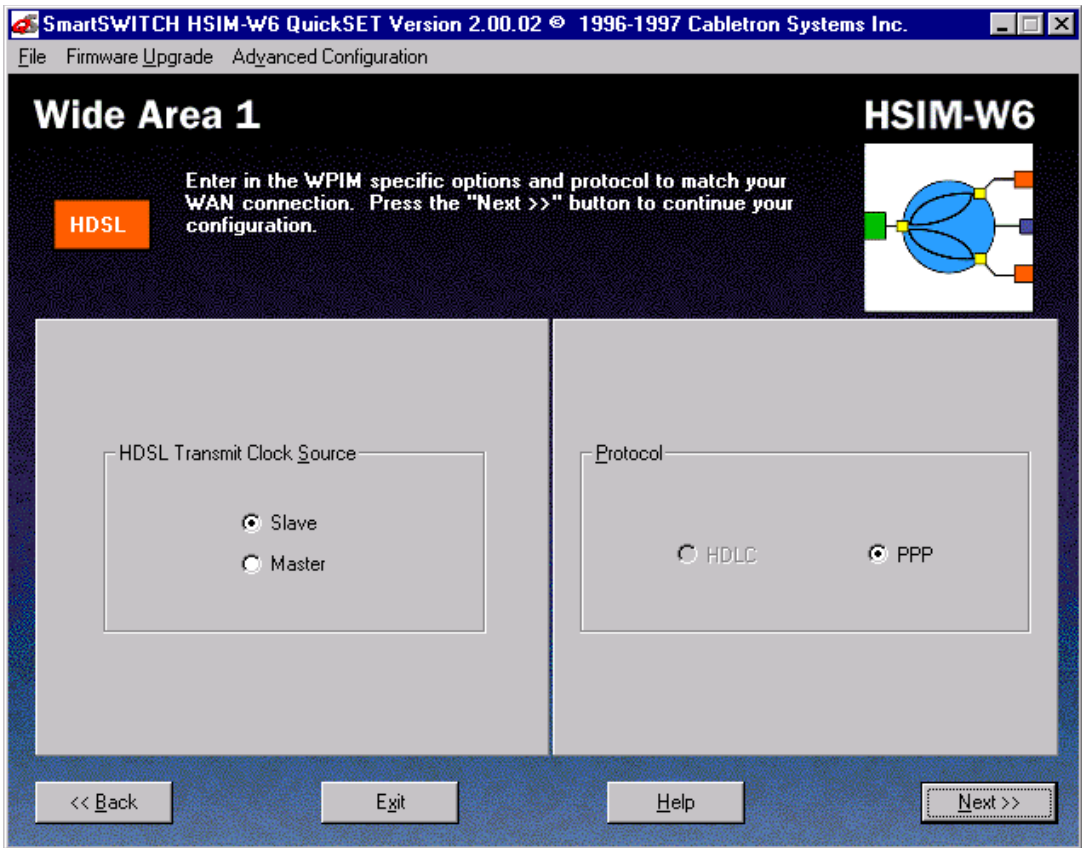 SmartSWITCH HSIM-W6 QuickSET Version 2.00.02 © 1996-1997 Cabletron Systems Inc.
File Firmware Upgrade Advanced Configuration
Wide Area 1
HSIM-W6
HDSL
Enter in the WPIM specific options and protocol to match your
WAN connection. Press the "Next >>" button to continue your
configuration.
HDSL Transmit Clock Source
Slave
Master
Protocol
HDLC
PPP
<< Back
Exit
Help
Next >>